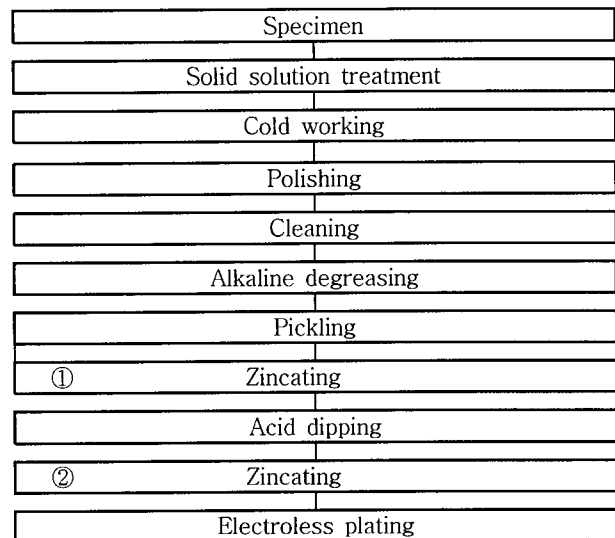 Specimen
Solid solution treatment
Cold working
Polishing
Cleaning
Alkaline degreasing
Pickling
① Zincating
Acid dipping
② Zincating
Electroless plating